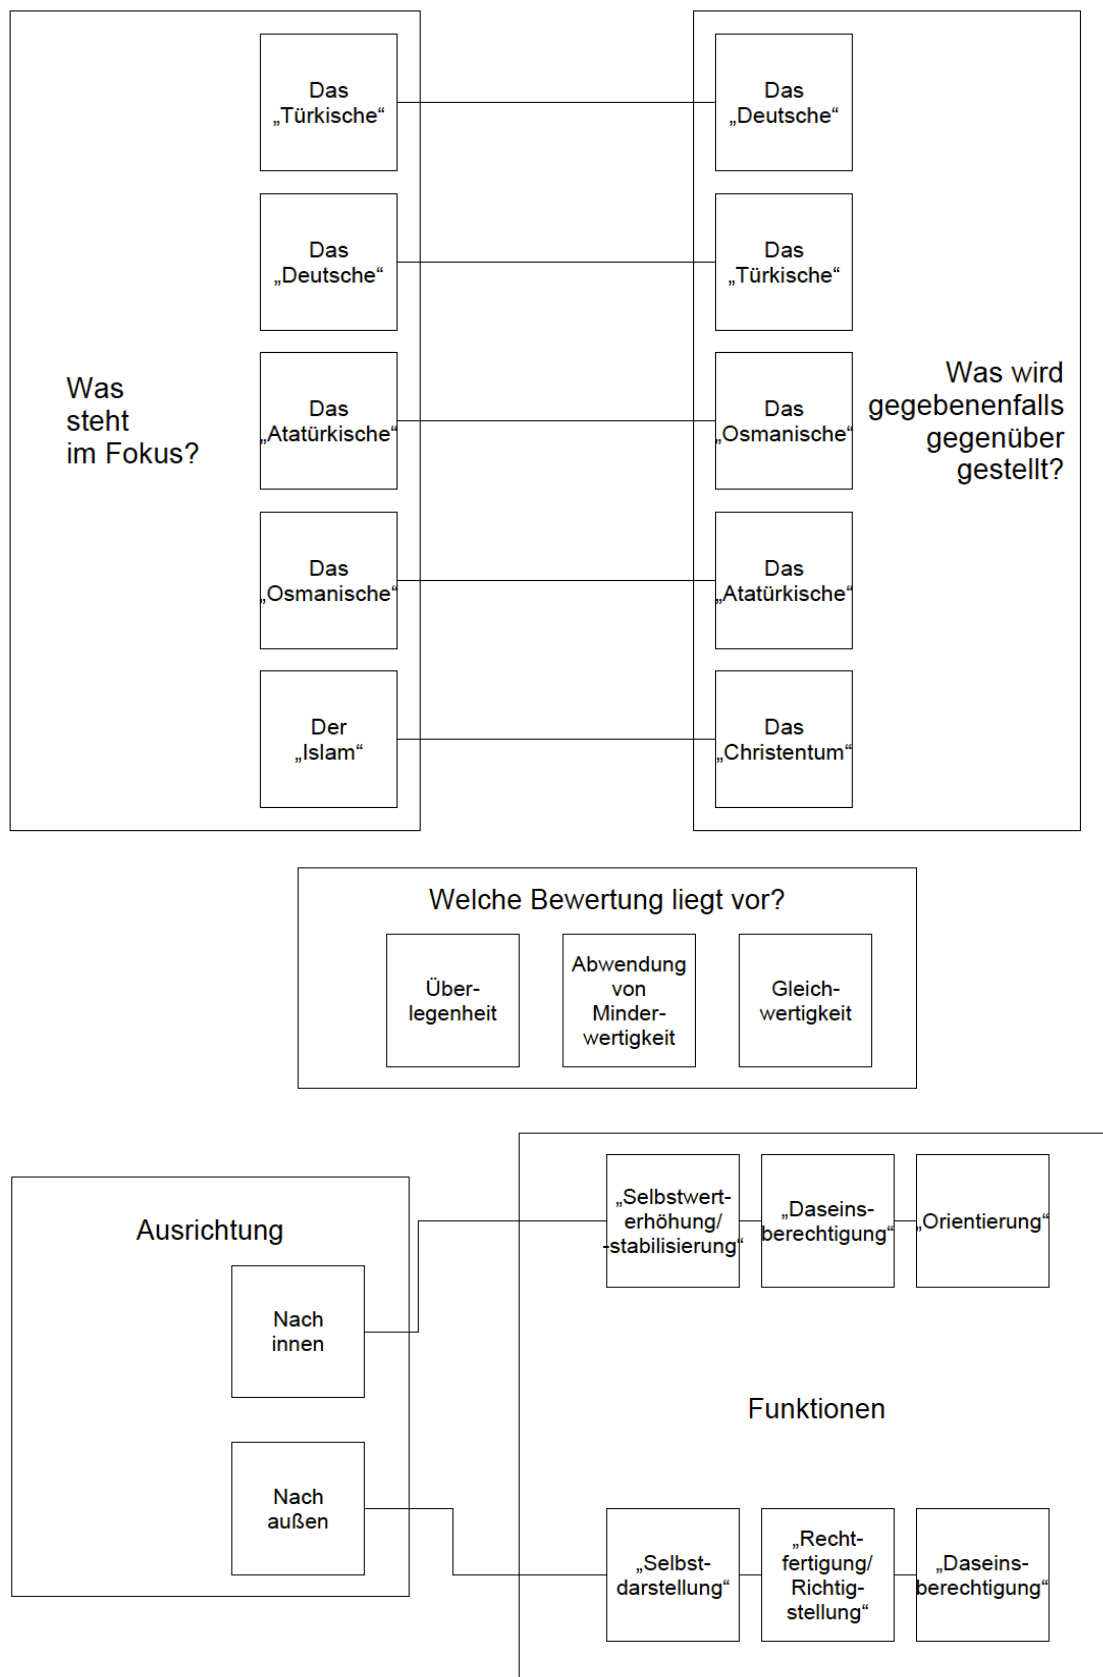 Was
steht
im Fokus?
Das
„Türkische“
Das
„Deutsche“
Das
„Atatürkische“
Das
„Osmanische“
Der
„Islam“
Das
„Deutsche“
Das
„Türkische“
Das
„Osmanische“
Das
„Atatürkische“
Das
„Christentum“
Was wird
gegebenenfalls
gegenüber
gestellt?
Welche Bewertung liegt vor?
Über-
legenheit
Abwendung
von
Minder-
wertigkeit
Gleich-
wertigkeit
Ausrichtung
Nach
innen
Nach
außen
„Selbstwert-
erhöhung/
-stabilisierung“
„Daseins-
berechtigung“
„Orientierung“
Funktionen
„Selbst-
darstellung“
„Recht-
fertigung/
Richtig-
stellung“
„Daseins-
berechtigung“